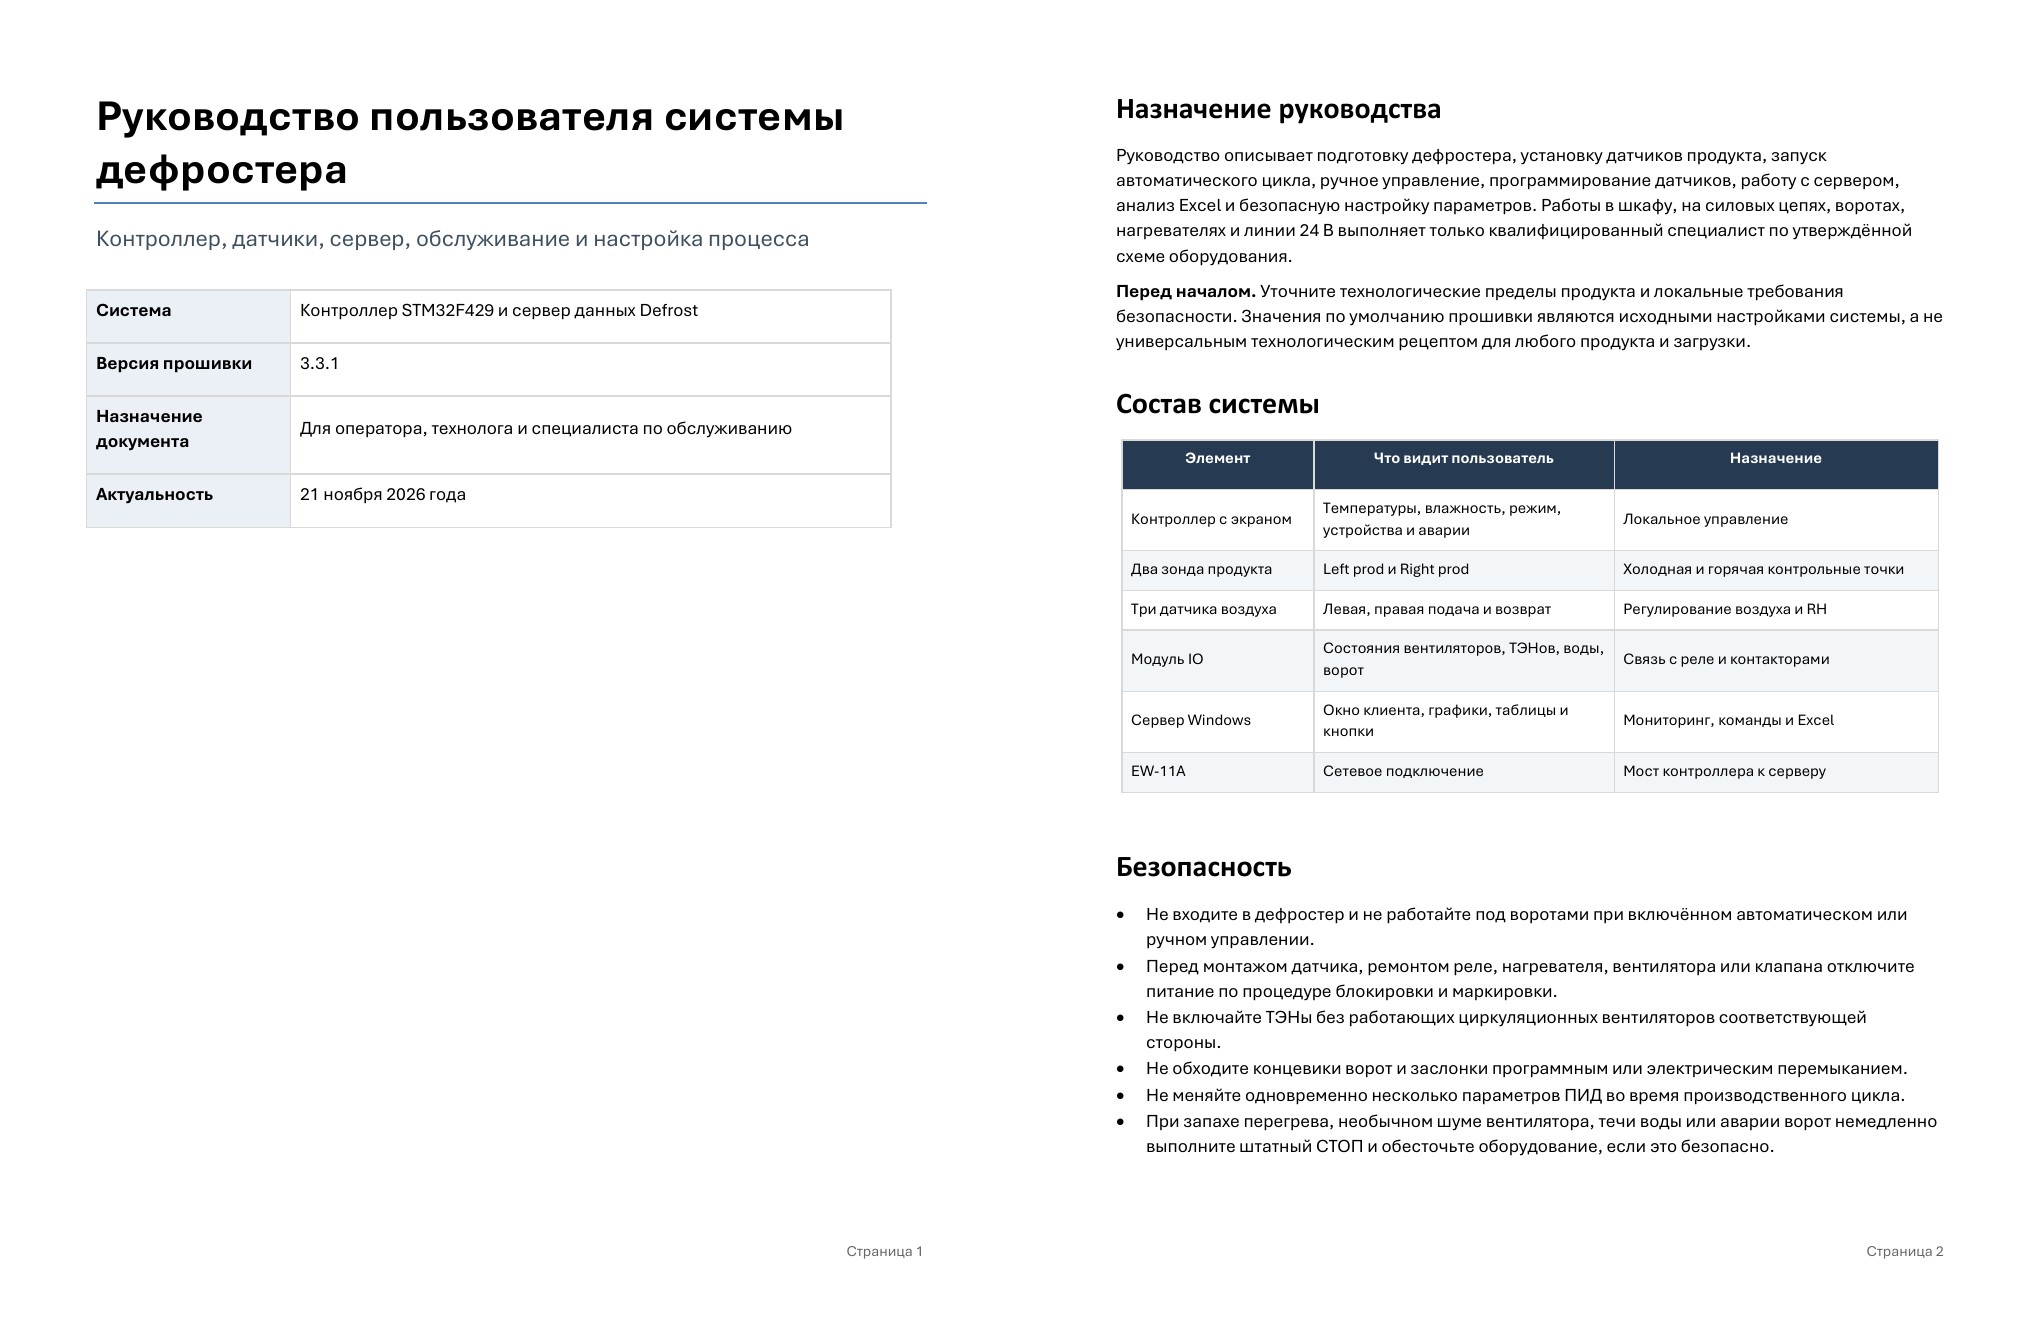 Руководство пользователя системы
дефростера
Контроллер, датчики, сервер, обслуживание и настройка процесса
Система
Контроллер STM32F429 и сервер данных Defrost
Версия прошивки
3.3.1
Назначение
документа
Для оператора, технолога и специалиста по обслуживанию
Актуальность
21 ноября 2026 года
Страница 1
Назначение руководства
Руководство описывает подготовку дефростера, установку датчиков продукта, запуск
автоматического цикла, ручное управление, программирование датчиков, работу с сервером,
анализ Excel и безопасную настройку параметров. Работы в шкафу, на силовых цепях, воротах,
нагревателях и линии 24 В выполняет только квалифицированный специалист по утверждённой
схеме оборудования.
Перед началом. Уточните технологические пределы продукта и локальные требования
безопасности. Значения по умолчанию прошивки являются исходными настройками системы, а не
универсальным технологическим рецептом для любого продукта и загрузки.
Состав системы
Элемент
Что видит пользователь
Назначение
Контроллер с экраном
Температуры, влажность, режим,
устройства и аварии
Локальное управление
Два зонда продукта
Left prod и Right prod
Холодная и горячая контрольные точки
Три датчика воздуха
Левая, правая подача и возврат
Регулирование воздуха и RH
Модуль IO
Состояния вентиляторов, ТЭНов, воды,
ворот
Связь с реле и контакторами
Сервер Windows
Окно клиента, графики, таблицы и
кнопки
Мониторинг, команды и Excel
EW-11A
Сетевое подключение
Мост контроллера к серверу
Безопасность
• Не входите в дефростер и не работайте под воротами при включённом автоматическом или
ручном управлении.
• Перед монтажом датчика, ремонтом реле, нагревателя, вентилятора или клапана отключите
питание по процедуре блокировки и маркировки.
• Не включайте ТЭНы без работающих циркуляционных вентиляторов соответствующей
стороны.
• Не обходите концевики ворот и заслонки программным или электрическим перемыканием.
• Не меняйте одновременно несколько параметров ПИД во время производственного цикла.
• При запахе перегрева, необычном шуме вентилятора, течи воды или аварии ворот немедленно
выполните штатный СТОП и обесточьте оборудование, если это безопасно.
Страница 2